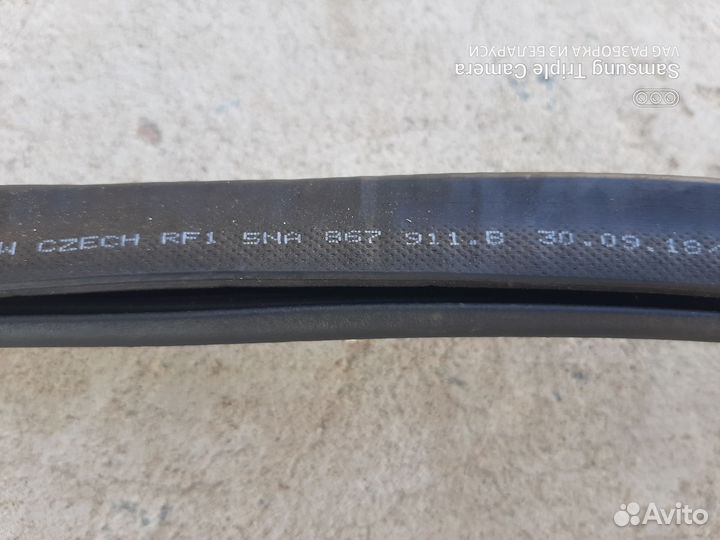 Samsung Triple Camera
VAG РАЗБОРКА ИЗ БЕЛАРУСИ
W CZECH RF1 5NA 867 911.B 30.09.18
Avito